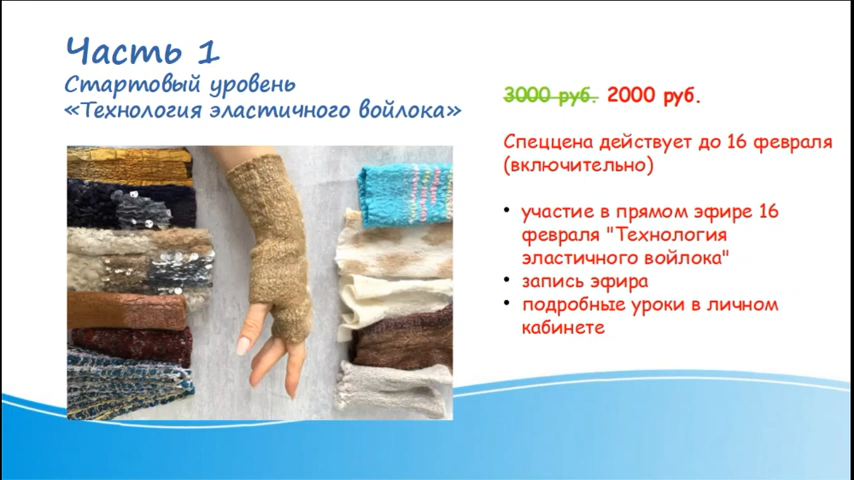 Часть 1
Стартовый уровень
«Технология эластичного войлока»
3000 руб. 2000 руб.
Спеццена действует до 16 февраля
(включительно)
• участие в прямом эфире 16
февраля "Технология
эластичного войлока"
• запись эфира
• подробные уроки в личном
кабинете